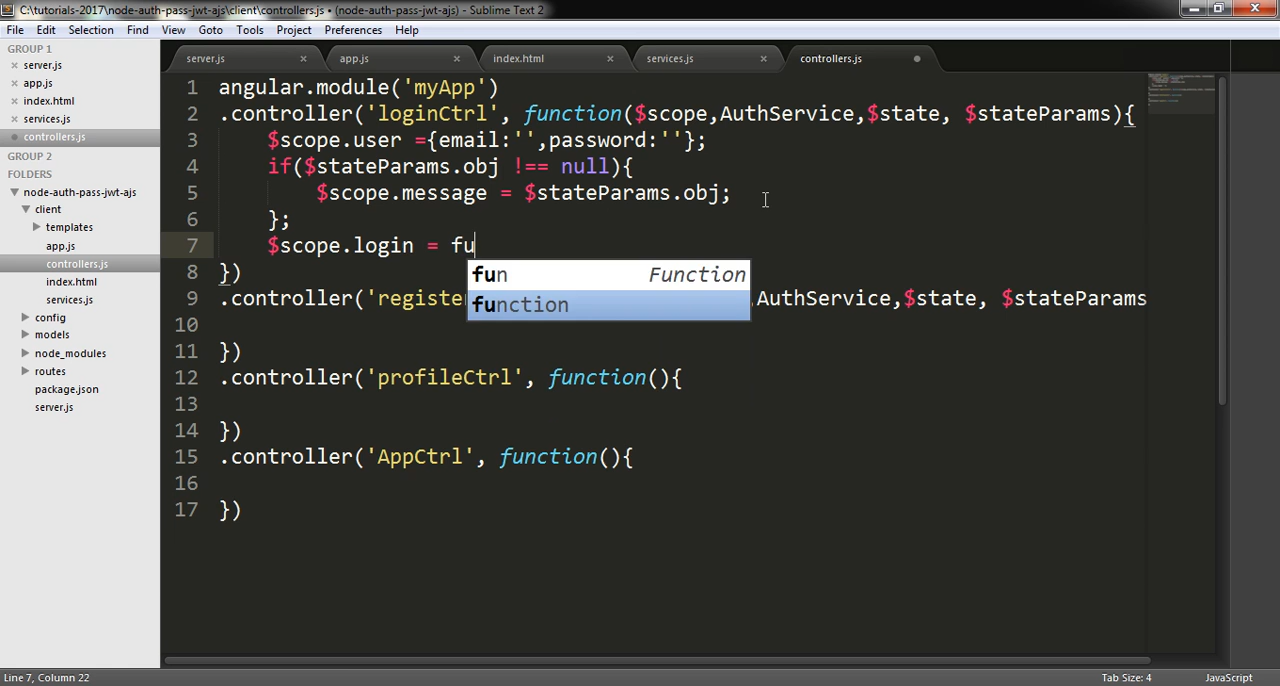 C:\tutorials-2017\node-auth-pass-jwt-ajs\client\controllers.js • (node-auth-pass-jwt-ajs) - Sublime Text 2
File Edit Selection Find View Goto Tools Project Preferences Help
GROUP 1
server.js
app.js
index.html
services.js
controllers.js
GROUP 2
FOLDERS
node-auth-pass-jwt-ajs
client
templates
app.js
controllers.js
index.html
services.js
config
models
node_modules
routes
package.json
server.js
server.js app.js index.html services.js controllers.js
1 angular.module('myApp')
2 .controller('loginCtrl', function($scope,AuthService,$state, $stateParams){
3 $scope.user ={email:'',password:''};
4 if($stateParams.obj !== null){
5 $scope.message = $stateParams.obj;
6 };
7 $scope.login = fu
fun Function
function
8 })
9 .controller('register ,AuthService,$state, $stateParams
10
11 })
12 .controller('profileCtrl', function(){
13
14 })
15 .controller('AppCtrl', function(){
16
17 })
Line 7, Column 22 Tab Size: 4 JavaScript